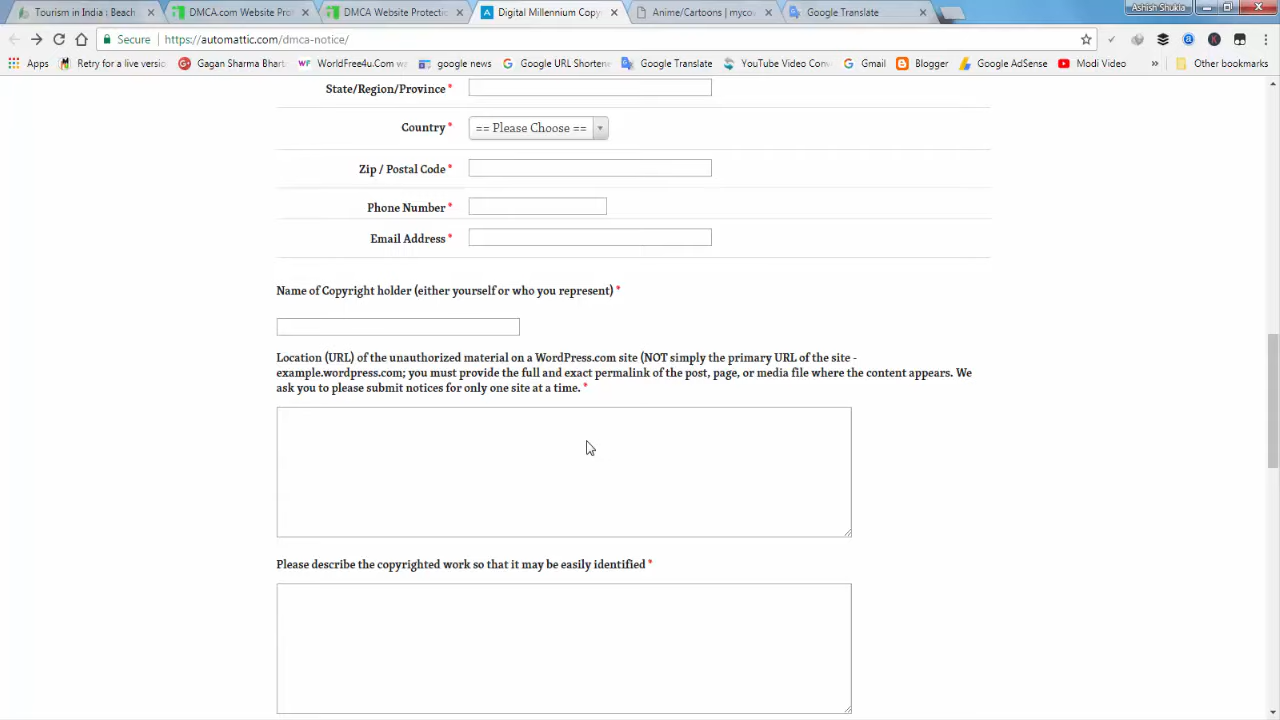 Tourism in India | Beach
DMCA.com Website Pro
DMCA Website Protecti
Digital Millennium Copy
Anime/Cartoons | mycov
Google Translate
Ashish Shukla
Secure
https://automattic.com/dmca-notice/
Apps
Retry for a live versio
Gagan Sharma Bhart
WorldFree4u.Com wa
google news
Google URL Shortene
Google Translate
YouTube Video Conv
Gmail
Blogger
Google AdSense
Modi Video
»
Other bookmarks
State/Region/Province *
Country * == Please Choose ==
Zip / Postal Code *
Phone Number *
Email Address *
Name of Copyright holder (either yourself or who you represent) *
Location (URL) of the unauthorized material on a WordPress.com site (NOT simply the primary URL of the site -
example.wordpress.com; you must provide the full and exact permalink of the post, page, or media file where the content appears. We
ask you to please submit notices for only one site at a time. *
Please describe the copyrighted work so that it may be easily identified *